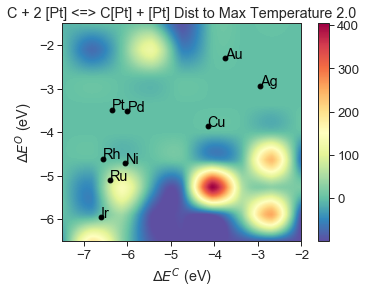 C + 2 [Pt] <=> C[Pt] + [Pt] Dist to Max Temperature 2.0
400
300
200
100
0
−2
−3
−4
−5
−6
ΔE^O (eV)
Au
Ag
Pt
Pd
Cu
Rh
Ni
Ru
Ir
−7
−6
−5
−4
−3
−2
ΔE^C (eV)